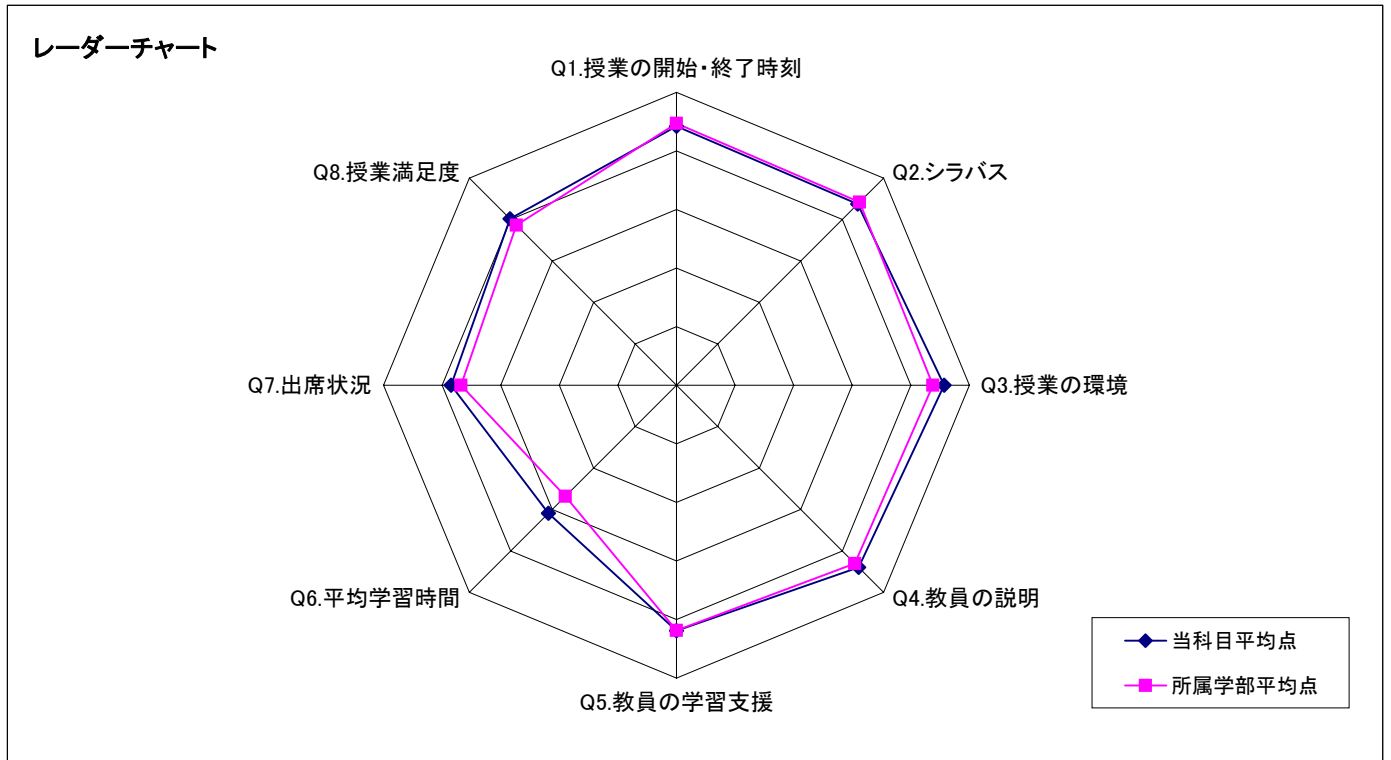 レーダーチャート
Q1.授業の開始・終了時刻
Q8.授業満足度
Q2.シラバス
Q7.出席状況
Q3.授業の環境
Q6.平均学習時間
Q4.教員の説明
Q5.教員の学習支援
当科目平均点
所属学部平均点